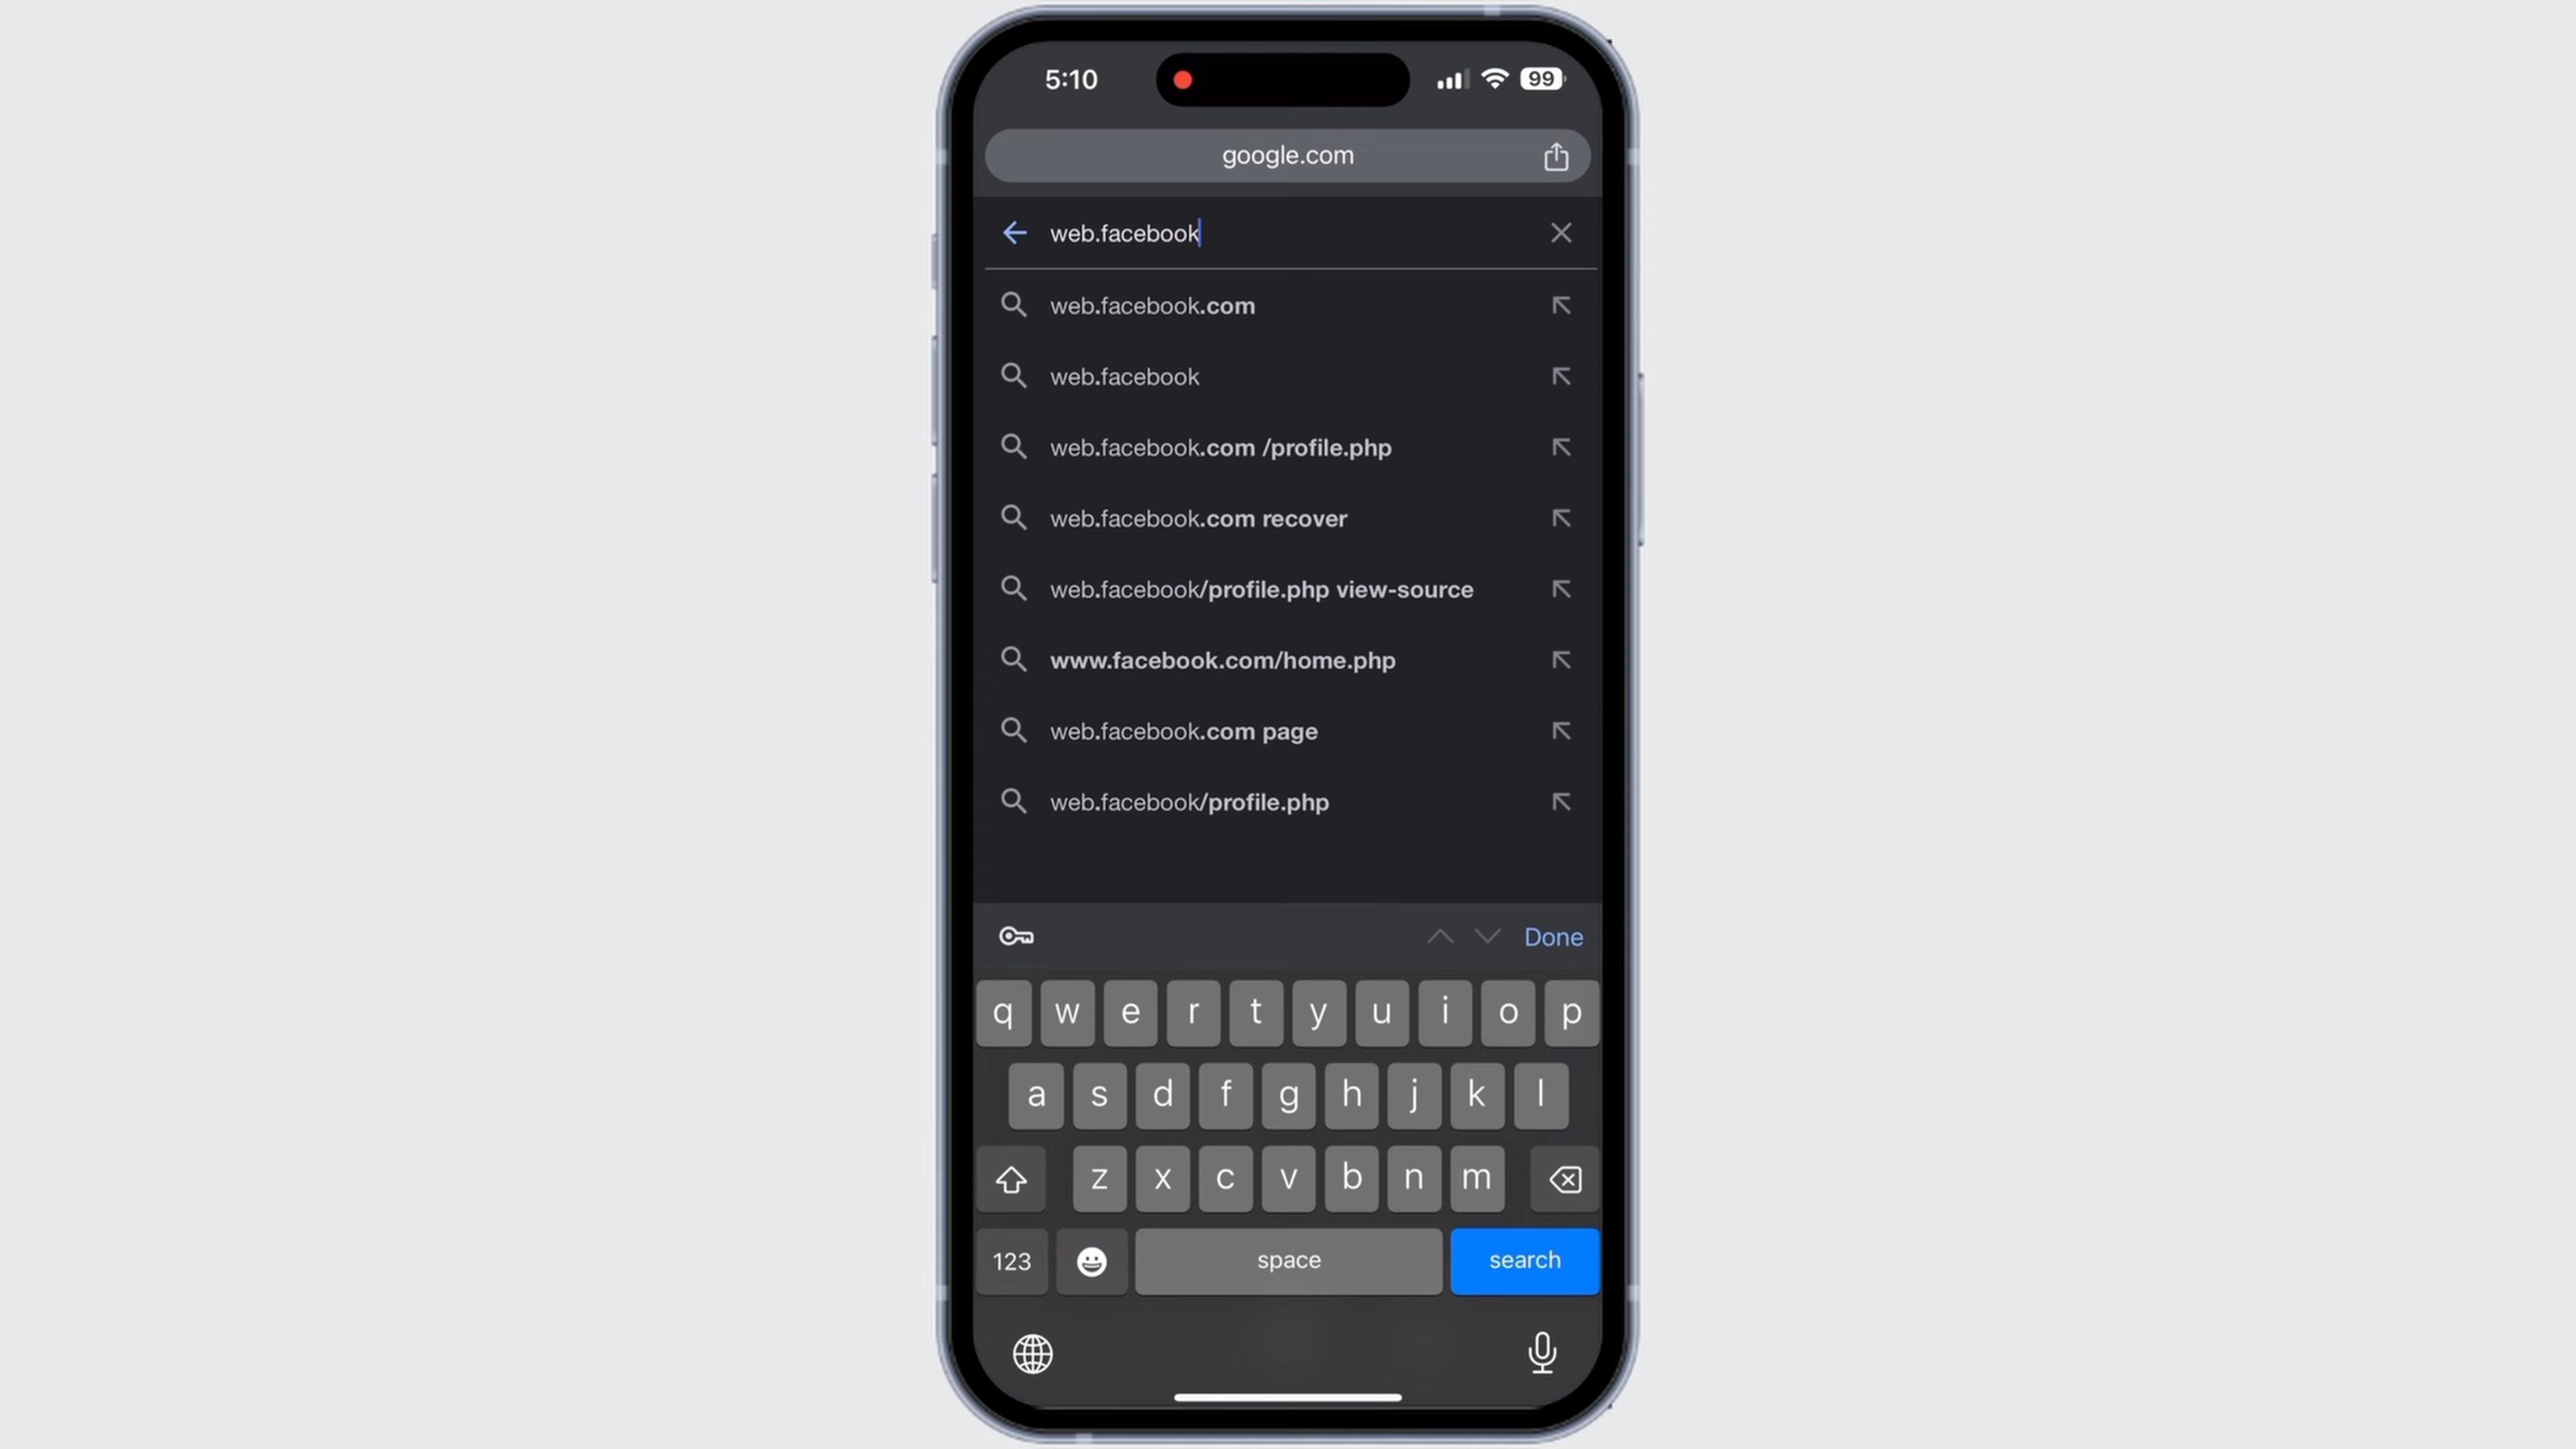 5:10
99
google.com
web.facebook
web.facebook.com
web.facebook
web.facebook.com /profile.php
web.facebook.com recover
web.facebook/profile.php view-source
www.facebook.com/home.php
web.facebook.com page
web.facebook/profile.php
Done
q w e r t y u i o p
a s d f g h j k l
z x c v b n m
123 space search